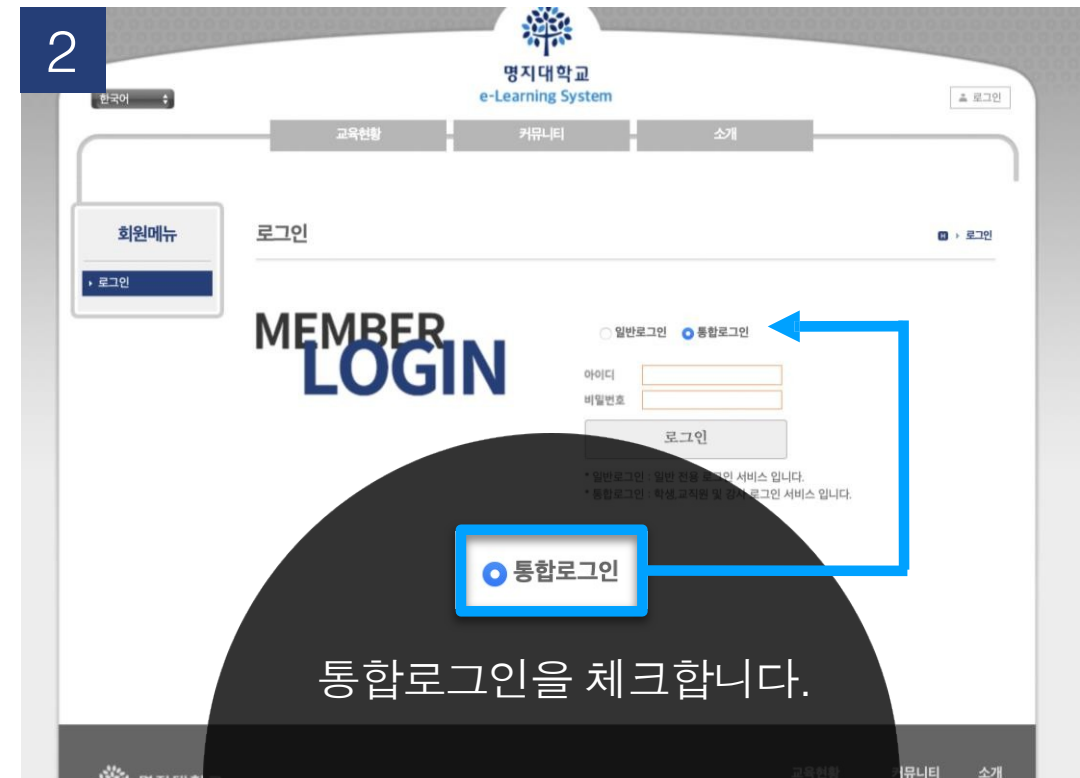 2
명지대학교
e-Learning System
한국어
로그인
교육현황 커뮤니티 소개
회원메뉴
로그인
로그인
H › 로그인
MEMBER
LOGIN
일반로그인 통합로그인
아이디
비밀번호
로그인
* 일반로그인 : 일반 전용 로그인 서비스 입니다.
* 통합로그인 : 학생,교직원 및 강사 로그인 서비스 입니다.
통합로그인
통합로그인을 체크합니다.
명지대학교
교육현황 커뮤니티 소개